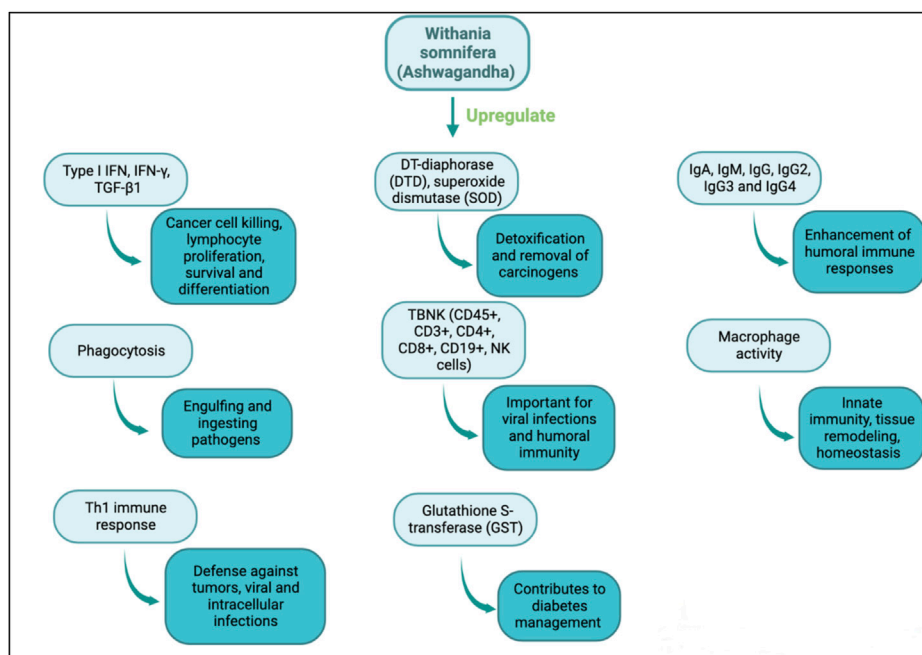 Withania
somnifera
(Ashwagandha)
Upregulate
Type I IFN, IFN-γ,
TGF-β1
Cancer cell killing,
lymphocyte
proliferation,
survival and
differentiation
DT-diaphorase
(DTD), superoxide
dismutase (SOD)
Detoxification
and removal of
carcinogens
IgA, IgM, IgG, IgG2,
IgG3 and IgG4
Enhancement of
humoral immune
responses
Phagocytosis
Engulfing and
ingesting
pathogens
TBNK (CD45+,
CD3+, CD4+,
CD8+, CD19+, NK
cells)
Important for
viral infections
and humoral
immunity
Macrophage
activity
Innate
immunity, tissue
remodeling,
homeostasis
Th1 immune
response
Defense against
tumors, viral and
intracellular
infections
Glutathione S-
transferase (GST)
Contributes to
diabetes
management